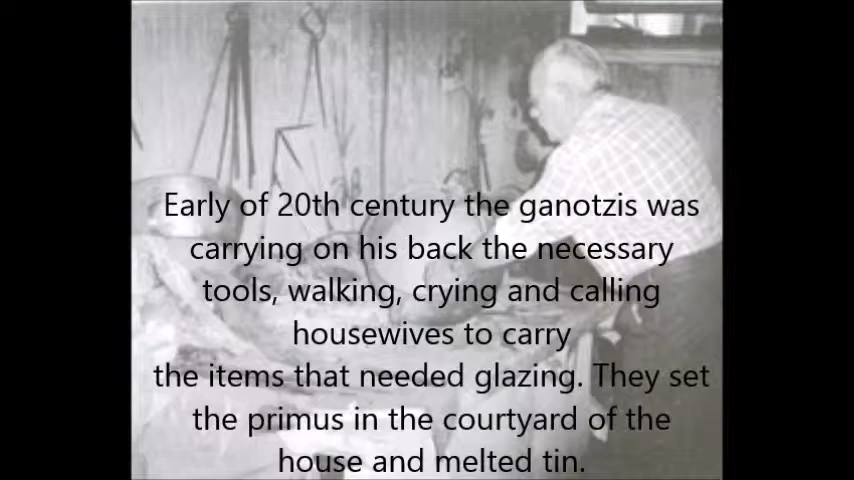 Early of 20th century the ganotzis was
carrying on his back the necessary
tools, walking, crying and calling
housewives to carry
the items that needed glazing. They set
the primus in the courtyard of the
house and melted tin.